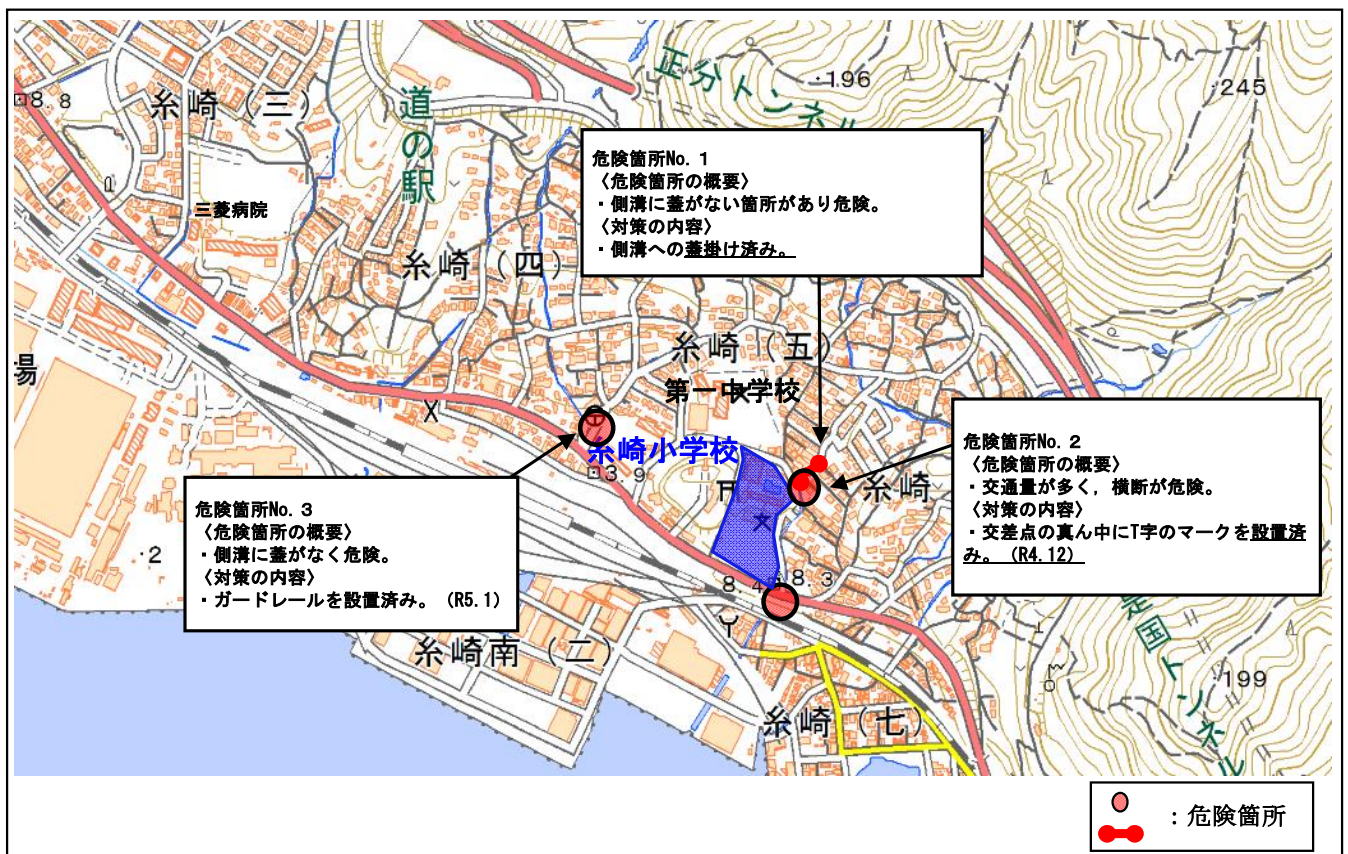 正分トンネル
196
245
8.8
糸崎（三）
道の駅
三菱病院
危険箇所No. 1
〈危険箇所の概要〉
・側溝に蓋がない箇所があり危険。
〈対策の内容〉
・側溝への蓋掛け済み。
糸崎（四）
糸崎（五）
場
第一中学校
糸崎小学校
3.9
糸崎
危険箇所No. 2
〈危険箇所の概要〉
・交通量が多く，横断が危険。
〈対策の内容〉
・交差点の真ん中にT字のマークを設置済
み。（R4.12）
危険箇所No. 3
〈危険箇所の概要〉
・側溝に蓋がなく危険。
〈対策の内容〉
・ガードレールを設置済み。（R5.1）
2
8.3
糸崎南（二）
糸崎（七）
199
是国トンネル
：危険箇所